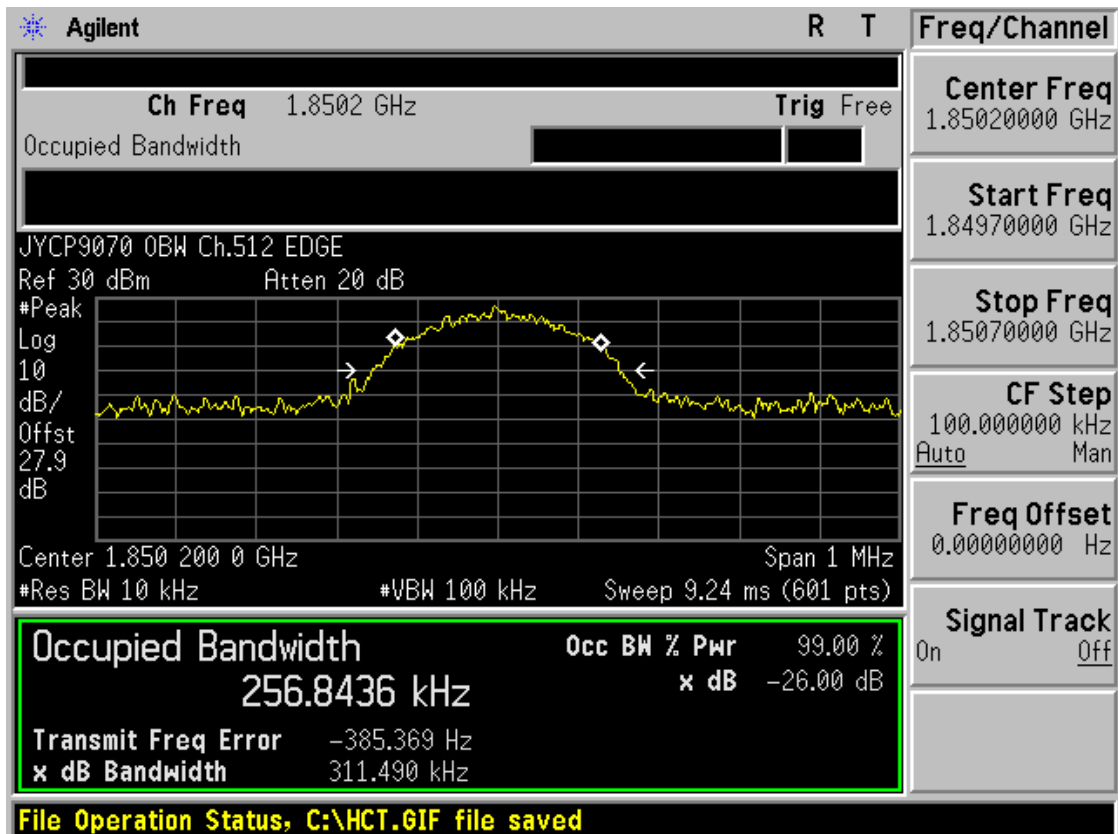 Agilent
R T
Ch Freq 1.8502 GHz
Trig Free
Occupied Bandwidth
JYCP9070 OBW Ch.512 EDGE
Ref 30 dBm
Atten 20 dB
#Peak
Log
10
dB/
Offst
27.9
dB
Center 1.850 200 0 GHz
Span 1 MHz
#Res BW 10 kHz
#VBW 100 kHz
Sweep 9.24 ms (601 pts)
Occupied Bandwidth
256.8436 kHz
Occ BW % Pwr 99.00 %
x dB -26.00 dB
Transmit Freq Error -385.369 Hz
x dB Bandwidth 311.490 kHz
File Operation Status, C:\HCT.GIF file saved
Freq/Channel
Center Freq
1.85020000 GHz
Start Freq
1.84970000 GHz
Stop Freq
1.85070000 GHz
CF Step
100.000000 kHz
Auto Man
Freq Offset
0.00000000 Hz
Signal Track
On Off